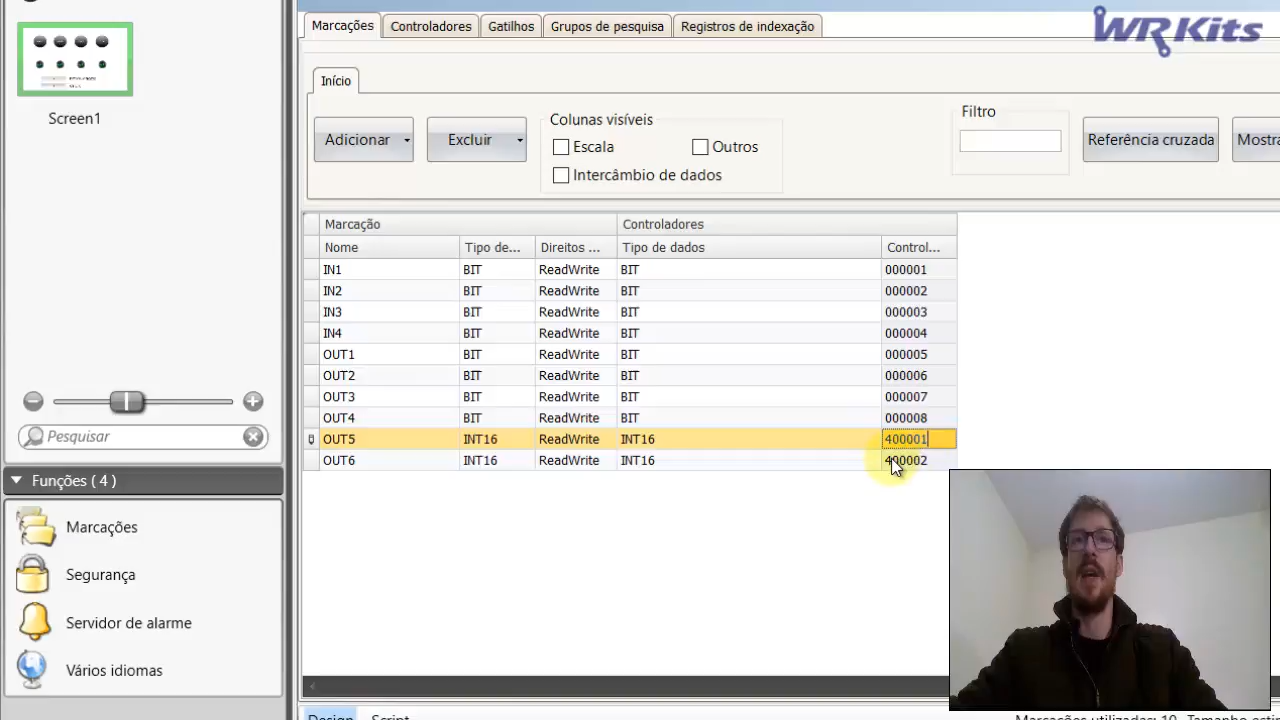 Marcações Controladores Gatilhos Grupos de pesquisa Registros de indexação
WRKits
Início
Screen1
Adicionar Excluir
Colunas visíveis
Escala Outros
Intercâmbio de dados
Filtro
Referência cruzada Mostra
Marcação Controladores
Nome Tipo de... Direitos ... Tipo de dados Control...
IN1 BIT ReadWrite BIT 000001
IN2 BIT ReadWrite BIT 000002
IN3 BIT ReadWrite BIT 000003
IN4 BIT ReadWrite BIT 000004
OUT1 BIT ReadWrite BIT 000005
OUT2 BIT ReadWrite BIT 000006
OUT3 BIT ReadWrite BIT 000007
OUT4 BIT ReadWrite BIT 000008
OUT5 INT16 ReadWrite INT16 400001
OUT6 INT16 ReadWrite INT16 400002
Pesquisar
Funções ( 4 )
Marcações
Segurança
Servidor de alarme
Vários idiomas
Design Script
Marcações utilizadas: 10